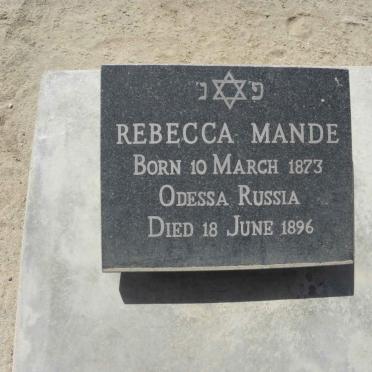 פ ✡ נ
REBECCA MANDE
BORN 10 MARCH 1873
ODESSA RUSSIA
DIED 18 JUNE 1896